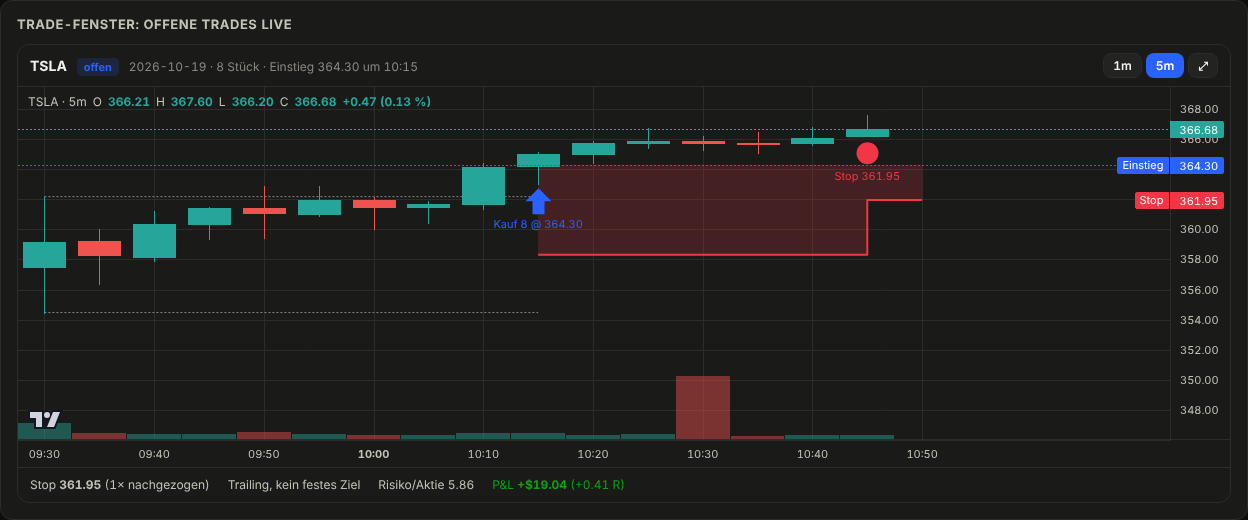 TRADE-FENSTER: OFFENE TRADES LIVE
TSLA offen 2026-10-19 · 8 Stück · Einstieg 364.30 um 10:15 1m 5m
TSLA · 5m O 366.21 H 367.60 L 366.20 C 366.68 +0.47 (0.13 %)
368.00
366.68
366.00
Einstieg 364.30
Stop 361.95
Stop 361.95
Kauf 8 @ 364.30
360.00
358.00
356.00
354.00
352.00
350.00
348.00
09:30 09:40 09:50 10:00 10:10 10:20 10:30 10:40 10:50
Stop 361.95 (1× nachgezogen) Trailing, kein festes Ziel Risiko/Aktie 5.86 P&L +$19.04 (+0.41 R)